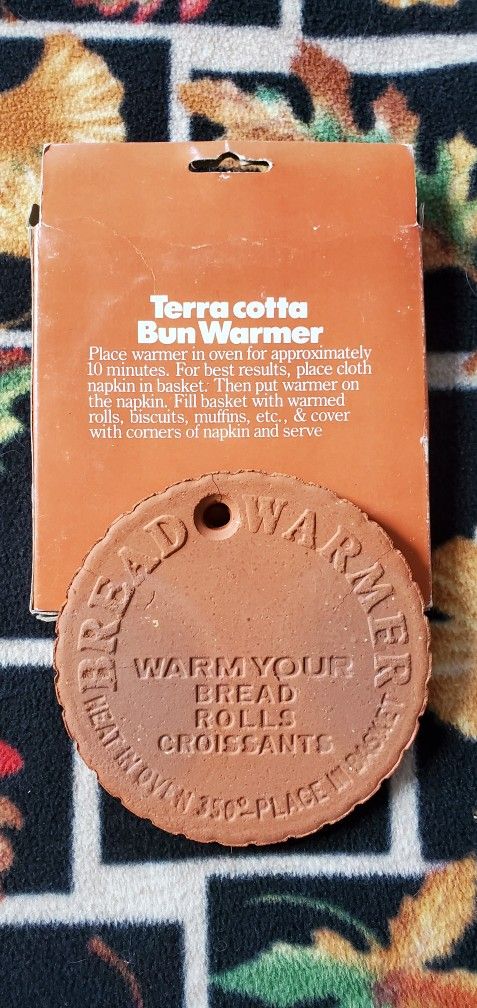 Terra cotta
Bun Warmer
Place warmer in oven for approximately
10 minutes. For best results, place cloth
napkin in basket. Then put warmer on
the napkin. Fill basket with warmed
rolls, biscuits, muffins, etc., & cover
with corners of napkin and serve
BREAD WARMER
WARM YOUR
BREAD
ROLLS
CROISSANTS
HEAT IN OVEN 350° PLACE IN BASKET